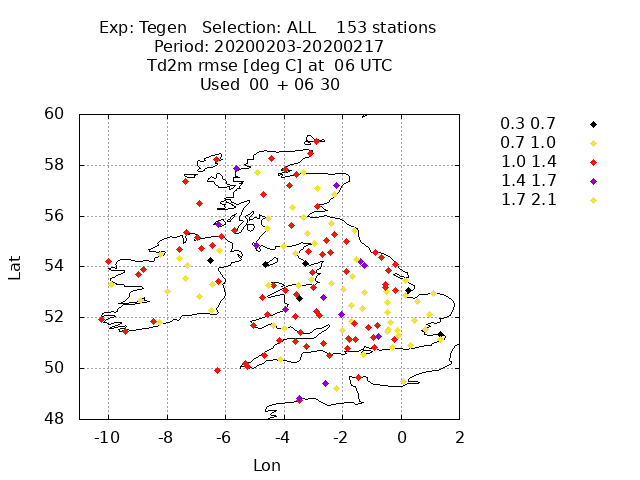 Exp: Tegen Selection: ALL 153 stations
Period: 20200203-20200217
Td2m rmse [deg C] at 06 UTC
Used 00 + 06 30
0.3 0.7
0.7 1.0
1.0 1.4
1.4 1.7
1.7 2.1
60
58
56
54
52
50
48
Lat
-10 -8 -6 -4 -2 0 2
Lon